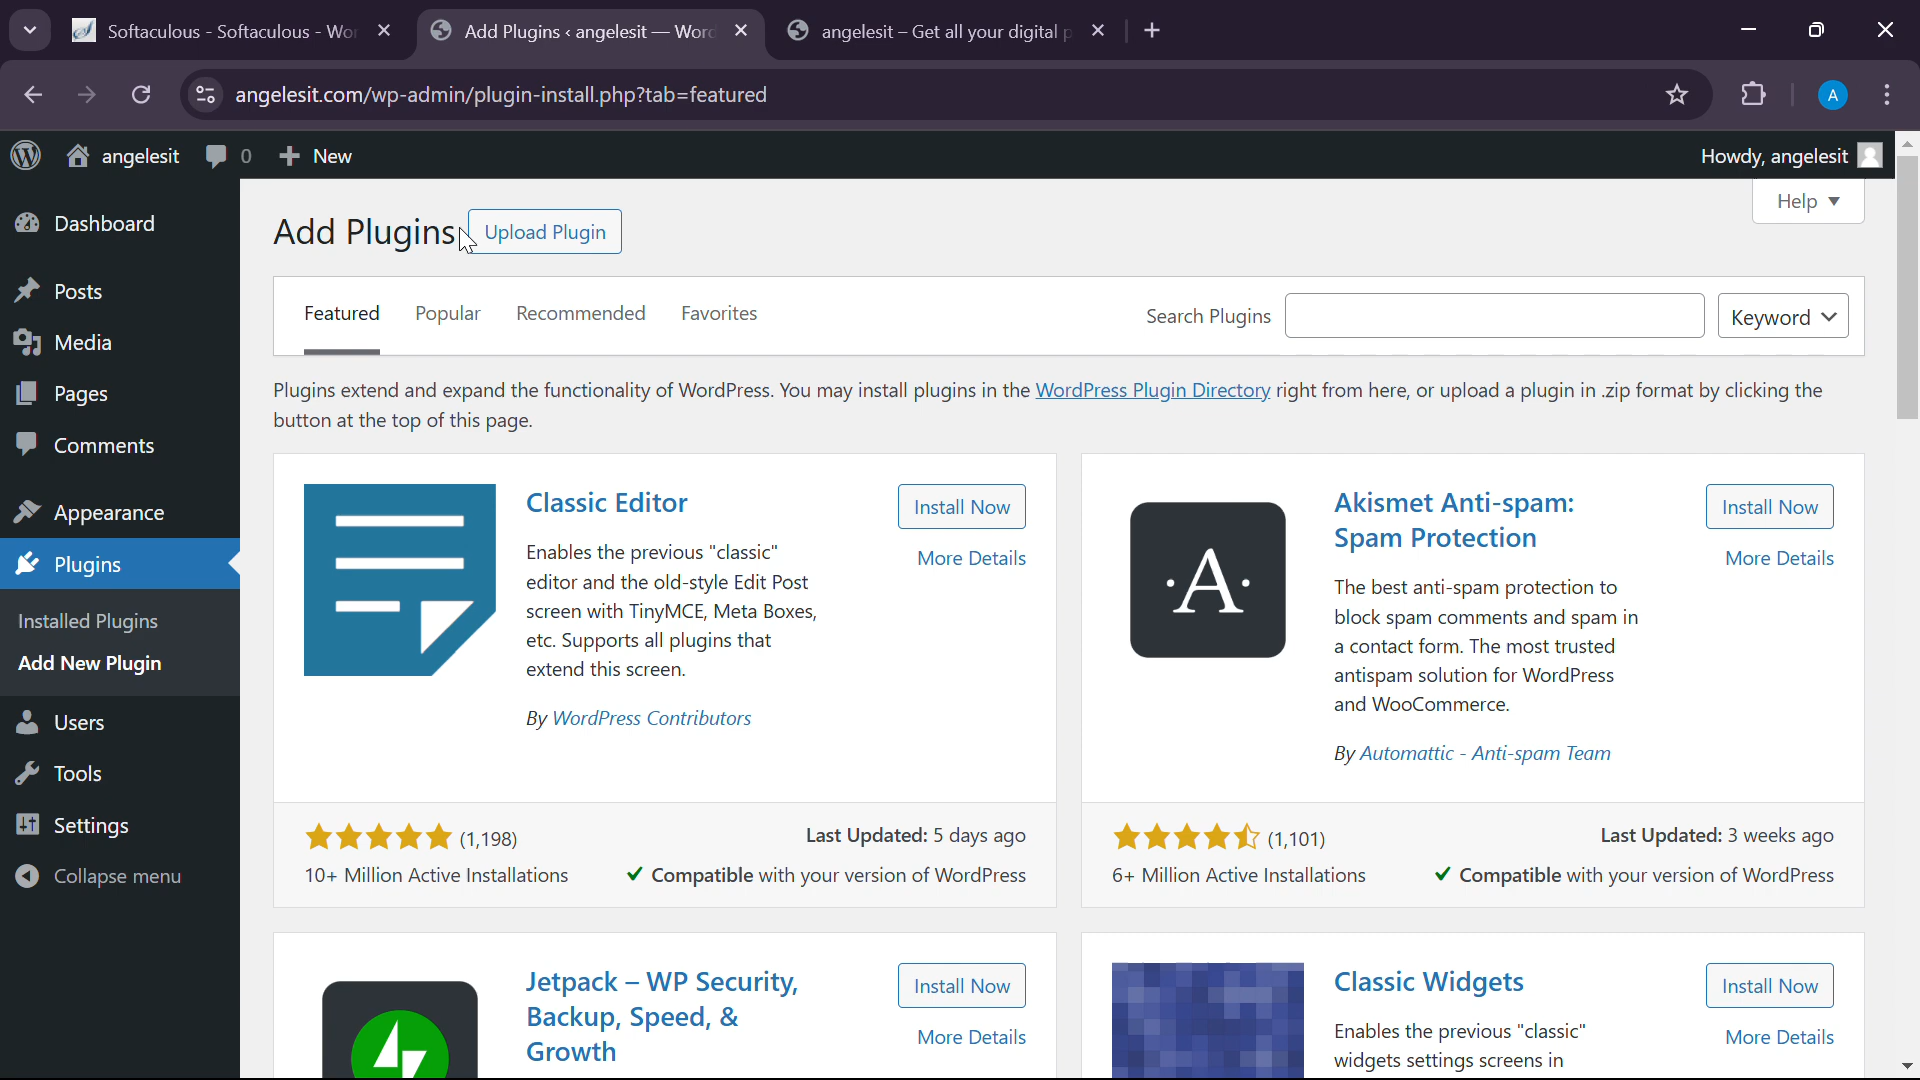 Softaculous - Softaculous - Wor
Add Plugins ‹ angelesit — Word
angelesit – Get all your digital p
angelesit.com/wp-admin/plugin-install.php?tab=featured
A
angelesit
0
New
Howdy, angelesit
Dashboard
Posts
Media
Pages
Comments
Appearance
Plugins
Installed Plugins
Add New Plugin
Users
Tools
Settings
Collapse menu
Help
Add Plugins
Upload Plugin
Featured
Popular
Recommended
Favorites
Search Plugins
Keyword
Plugins extend and expand the functionality of WordPress. You may install plugins in the WordPress Plugin Directory right from here, or upload a plugin in .zip format by clicking the
button at the top of this page.
Classic Editor
Install Now
More Details
Enables the previous "classic"
editor and the old-style Edit Post
screen with TinyMCE, Meta Boxes,
etc. Supports all plugins that
extend this screen.
By WordPress Contributors
(1,198)
Last Updated: 5 days ago
10+ Million Active Installations
Compatible with your version of WordPress
·A·
Akismet Anti-spam:
Spam Protection
Install Now
More Details
The best anti-spam protection to
block spam comments and spam in
a contact form. The most trusted
antispam solution for WordPress
and WooCommerce.
By Automattic - Anti-spam Team
(1,101)
Last Updated: 3 weeks ago
6+ Million Active Installations
Compatible with your version of WordPress
Jetpack – WP Security,
Backup, Speed, &
Growth
Install Now
More Details
Classic Widgets
Install Now
More Details
Enables the previous "classic"
widgets settings screens in